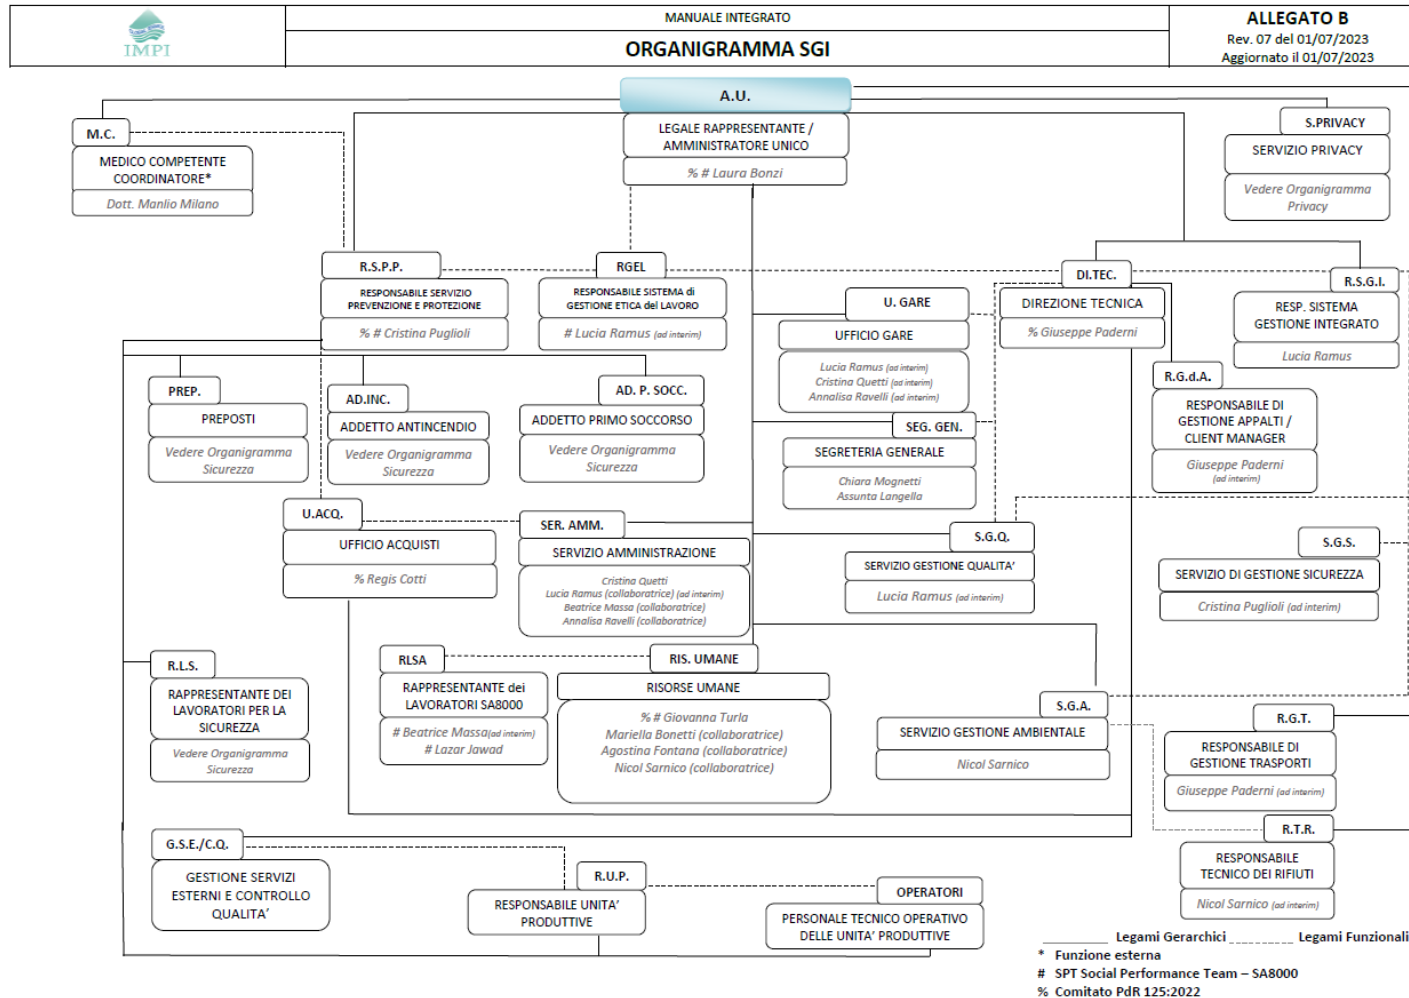 IMPI
MANUALE INTEGRATO
ORGANIGRAMMA SGI
ALLEGATO B
Rev. 07 del 01/07/2023
Aggiornato il 01/07/2023
A.U.
LEGALE RAPPRESENTANTE /
AMMINISTRATORE UNICO
% # Laura Bonzi
M.C.
MEDICO COMPETENTE
COORDINATORE*
Dott. Manlio Milano
S.PRIVACY
SERVIZIO PRIVACY
Vedere Organigramma
Privacy
R.S.P.P.
RESPONSABILE SERVIZIO
PREVENZIONE E PROTEZIONE
% # Cristina Puglioli
RGEL
RESPONSABILE SISTEMA di
GESTIONE ETICA del LAVORO
# Lucia Ramus (ad interim)
DI.TEC.
DIREZIONE TECNICA
% Giuseppe Paderni
R.S.G.I.
RESP. SISTEMA
GESTIONE INTEGRATO
Lucia Ramus
U. GARE
UFFICIO GARE
Lucia Ramus (ad interim)
Cristina Quetti (ad interim)
Annalisa Ravelli (ad interim)
R.G.d.A.
RESPONSABILE DI
GESTIONE APPALTI /
CLIENT MANAGER
Giuseppe Paderni
(ad interim)
PREP.
PREPOSTI
Vedere Organigramma
Sicurezza
AD.INC.
ADDETTO ANTINCENDIO
Vedere Organigramma
Sicurezza
AD. P. SOCC.
ADDETTO PRIMO SOCCORSO
Vedere Organigramma
Sicurezza
SEG. GEN.
SEGRETERIA GENERALE
Chiara Mognetti
Assunta Langella
U.ACQ.
UFFICIO ACQUISTI
% Regis Cotti
SER. AMM.
SERVIZIO AMMINISTRAZIONE
Cristina Quetti
Lucia Ramus (collaboratrice) (ad interim)
Beatrice Massa (collaboratrice)
Annalisa Ravelli (collaboratrice)
S.G.Q.
SERVIZIO GESTIONE QUALITA'
Lucia Ramus (ad interim)
S.G.S.
SERVIZIO DI GESTIONE SICUREZZA
Cristina Puglioli (ad interim)
R.L.S.
RAPPRESENTANTE DEI
LAVORATORI PER LA
SICUREZZA
Vedere Organigramma
Sicurezza
RLSA
RAPPRESENTANTE dei
LAVORATORI SA8000
# Beatrice Massa(ad interim)
# Lazar Jawad
RIS. UMANE
RISORSE UMANE
% # Giovanna Turla
Mariella Bonetti (collaboratrice)
Agostina Fontana (collaboratrice)
Nicol Sarnico (collaboratrice)
S.G.A.
SERVIZIO GESTIONE AMBIENTALE
Nicol Sarnico
R.G.T.
RESPONSABILE DI
GESTIONE TRASPORTI
Giuseppe Paderni (ad interim)
R.T.R.
RESPONSABILE
TECNICO DEI RIFIUTI
Nicol Sarnico (ad interim)
G.S.E./C.Q.
GESTIONE SERVIZI
ESTERNI E CONTROLLO
QUALITA'
R.U.P.
RESPONSABILE UNITA'
PRODUTTIVE
OPERATORI
PERSONALE TECNICO OPERATIVO
DELLE UNITA' PRODUTTIVE
Legami Gerarchici Legami Funzionali
* Funzione esterna
# SPT Social Performance Team – SA8000
% Comitato PdR 125:2022